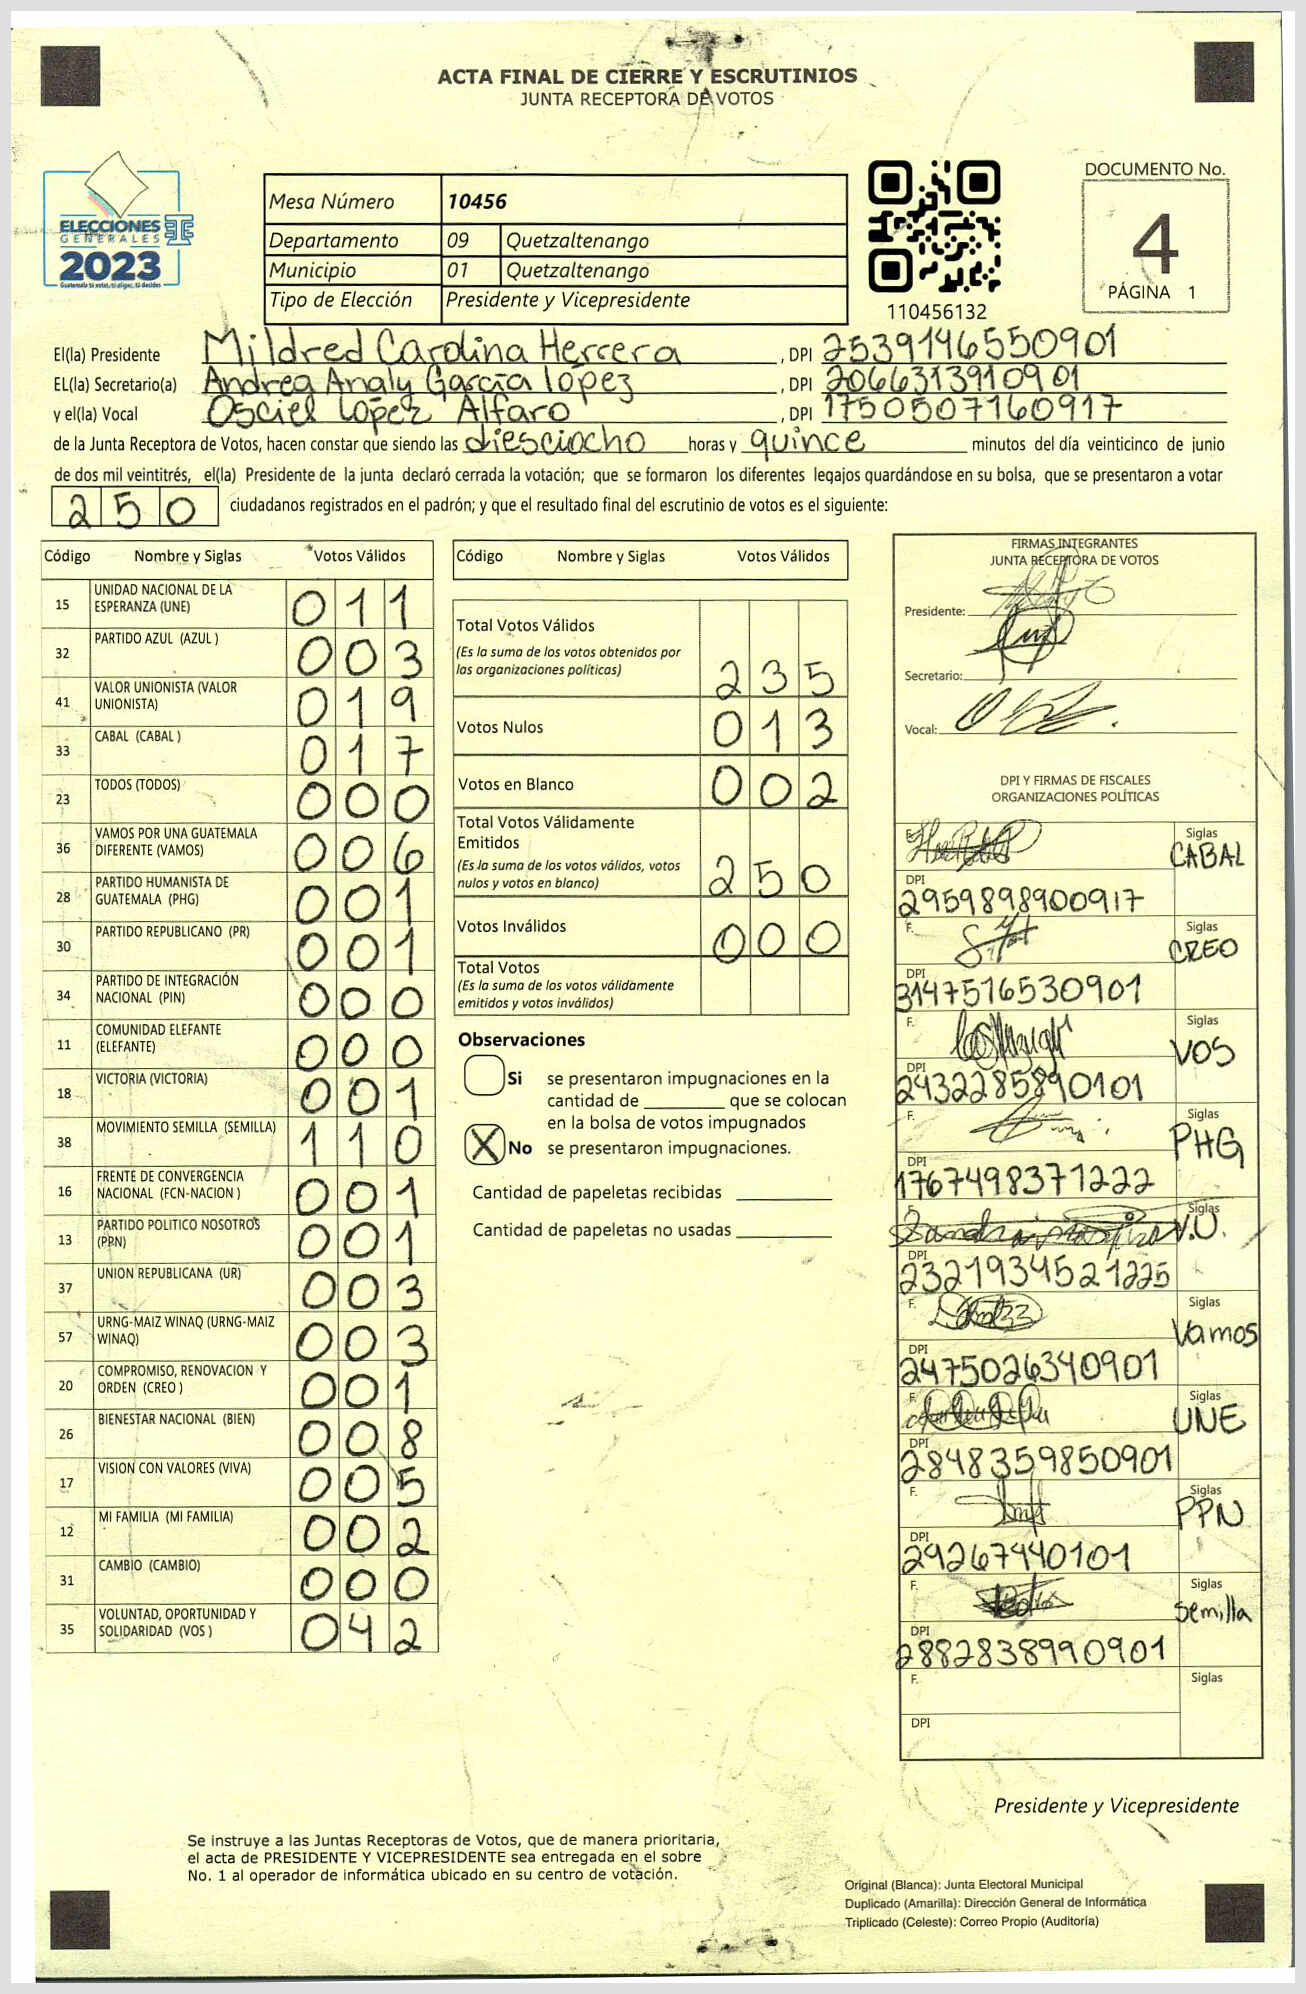 ACTA FINAL DE CIERRE Y ESCRUTINIOS
JUNTA RECEPTORA DE VOTOS
ELECCIONES
GENERALES
2023
Guatemala tú votas, tú eliges, tú decides
Mesa Número 10456
Departamento 09 Quetzaltenango
Municipio 01 Quetzaltenango
Tipo de Elección Presidente y Vicepresidente
110456132
DOCUMENTO No.
4
PÁGINA 1
El(la) Presidente Mildred Carolina Herrera , DPI 2539146550901
EL(la) Secretario(a) Andrea Analy García lópez , DPI 2066313910901
y el(la) Vocal Osciel López Alfaro , DPI 1750507160917
de la Junta Receptora de Votos, hacen constar que siendo las diesciocho horas y quince minutos del día veinticinco de junio
de dos mil veintitrés, el(la) Presidente de la junta declaró cerrada la votación; que se formaron los diferentes legajos quardándose en su bolsa, que se presentaron a votar
250 ciudadanos registrados en el padrón; y que el resultado final del escrutinio de votos es el siguiente:
Código Nombre y Siglas Votos Válidos
15 UNIDAD NACIONAL DE LA ESPERANZA (UNE) 011
32 PARTIDO AZUL (AZUL ) 003
41 VALOR UNIONISTA (VALOR UNIONISTA) 019
33 CABAL (CABAL ) 017
23 TODOS (TODOS) 000
36 VAMOS POR UNA GUATEMALA DIFERENTE (VAMOS) 006
28 PARTIDO HUMANISTA DE GUATEMALA (PHG) 001
30 PARTIDO REPUBLICANO (PR) 001
34 PARTIDO DE INTEGRACIÓN NACIONAL (PIN) 000
11 COMUNIDAD ELEFANTE (ELEFANTE) 000
18 VICTORIA (VICTORIA) 001
38 MOVIMIENTO SEMILLA (SEMILLA) 110
16 FRENTE DE CONVERGENCIA NACIONAL (FCN-NACION ) 001
13 PARTIDO POLITICO NOSOTROS (PPN) 001
37 UNION REPUBLICANA (UR) 003
57 URNG-MAIZ WINAQ (URNG-MAIZ WINAQ) 003
20 COMPROMISO, RENOVACION Y ORDEN (CREO ) 001
26 BIENESTAR NACIONAL (BIEN) 008
17 VISION CON VALORES (VIVA) 005
12 MI FAMILIA (MI FAMILIA) 002
31 CAMBIO (CAMBIO) 000
35 VOLUNTAD, OPORTUNIDAD Y SOLIDARIDAD (VOS ) 042
Código Nombre y Siglas Votos Válidos
Total Votos Válidos
(Es la suma de los votos obtenidos por
las organizaciones políticas) 235
Votos Nulos 013
Votos en Blanco 002
Total Votos Válidamente
Emitidos
(Es la suma de los votos válidos, votos
nulos y votos en blanco) 250
Votos Inválidos 000
Total Votos
(Es la suma de los votos válidamente
emitidos y votos inválidos)
Observaciones
Si se presentaron impugnaciones en la
cantidad de ________ que se colocan
en la bolsa de votos impugnados
X No se presentaron impugnaciones.
Cantidad de papeletas recibidas
Cantidad de papeletas no usadas
FIRMAS INTEGRANTES
JUNTA RECEPTORA DE VOTOS
Presidente:
Secretario:
Vocal:
DPI Y FIRMAS DE FISCALES
ORGANIZACIONES POLÍTICAS
F. Siglas CABAL
DPI 2959898900917
F. Siglas CREO
DPI 3147516530901
F. Siglas VOS
DPI 2432285890101
F. Siglas PHG
DPI 1767498371222
Siglas V.U.
DPI 2321934521225
F. Siglas Vamos
DPI 2475026340901
F. Siglas UNE
DPI 2848359850901
F. Siglas PPN
DPI 29267440101
F. Siglas Semilla
DPI 2882838990901
F. Siglas
DPI
Presidente y Vicepresidente
Se instruye a las Juntas Receptoras de Votos, que de manera prioritaria,
el acta de PRESIDENTE Y VICEPRESIDENTE sea entregada en el sobre
No. 1 al operador de informática ubicado en su centro de votación.
Original (Blanca): Junta Electoral Municipal
Duplicado (Amarilla): Dirección General de Informática
Triplicado (Celeste): Correo Propio (Auditoría)